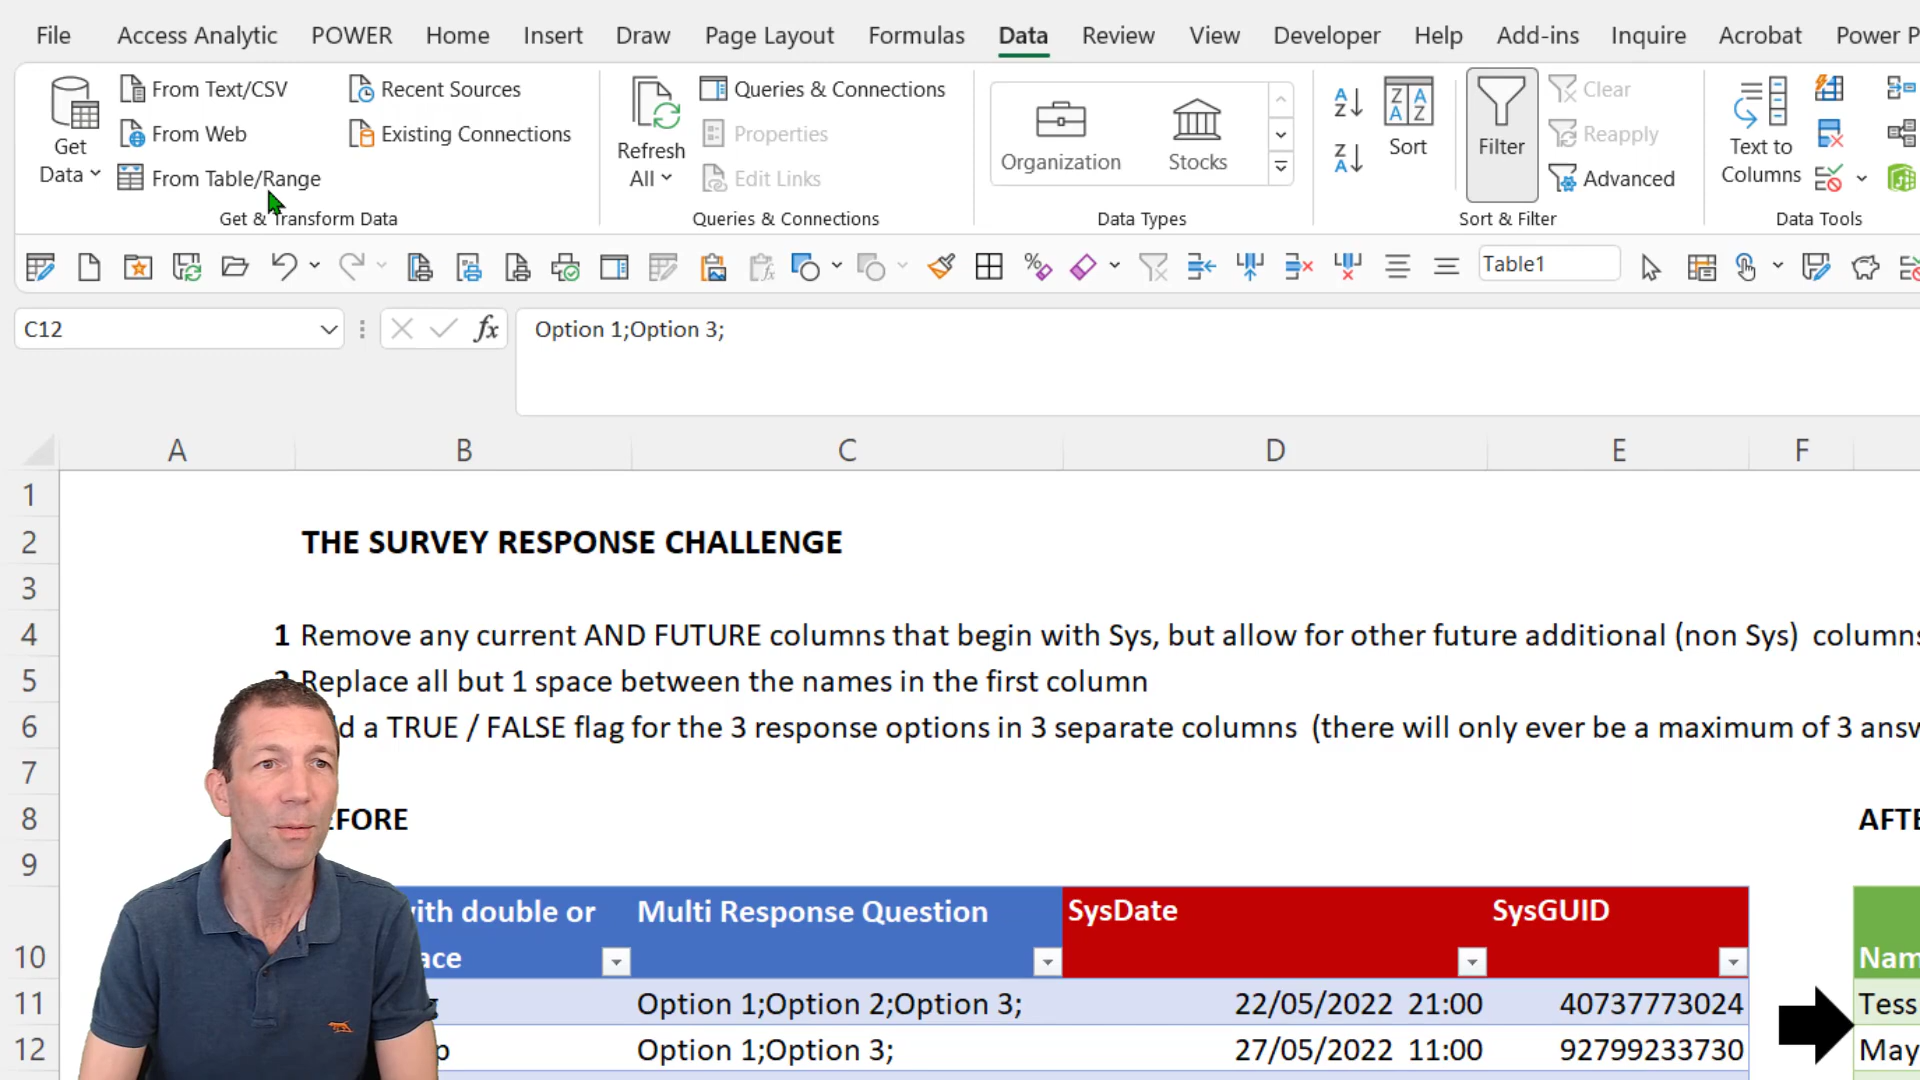 File Access Analytic POWER Home Insert Draw Page Layout Formulas Data Review View Developer Help Add-ins Inquire Acrobat Power P
Get Data
From Text/CSV
From Web
From Table/Range
Recent Sources
Existing Connections
Get & Transform Data
Refresh All
Queries & Connections
Properties
Edit Links
Queries & Connections
Organization
Stocks
Data Types
Sort
Filter
Clear
Reapply
Advanced
Sort & Filter
Text to
Columns
Data Tools
Table1
C12
fx
Option 1;Option 3;
A B C D E F
1
2 THE SURVEY RESPONSE CHALLENGE
3
4 1 Remove any current AND FUTURE columns that begin with Sys, but allow for other future additional (non Sys) columns
5 Replace all but 1 space between the names in the first column
6 d a TRUE / FALSE flag for the 3 response options in 3 separate columns (there will only ever be a maximum of 3 answ
7
8 EFORE AFTE
9
with double or Multi Response Question SysDate SysGUID
10 ace Nam
11 Option 1;Option 2;Option 3; 22/05/2022 21:00 40737773024 Tess
12 p Option 1;Option 3; 27/05/2022 11:00 92799233730 May